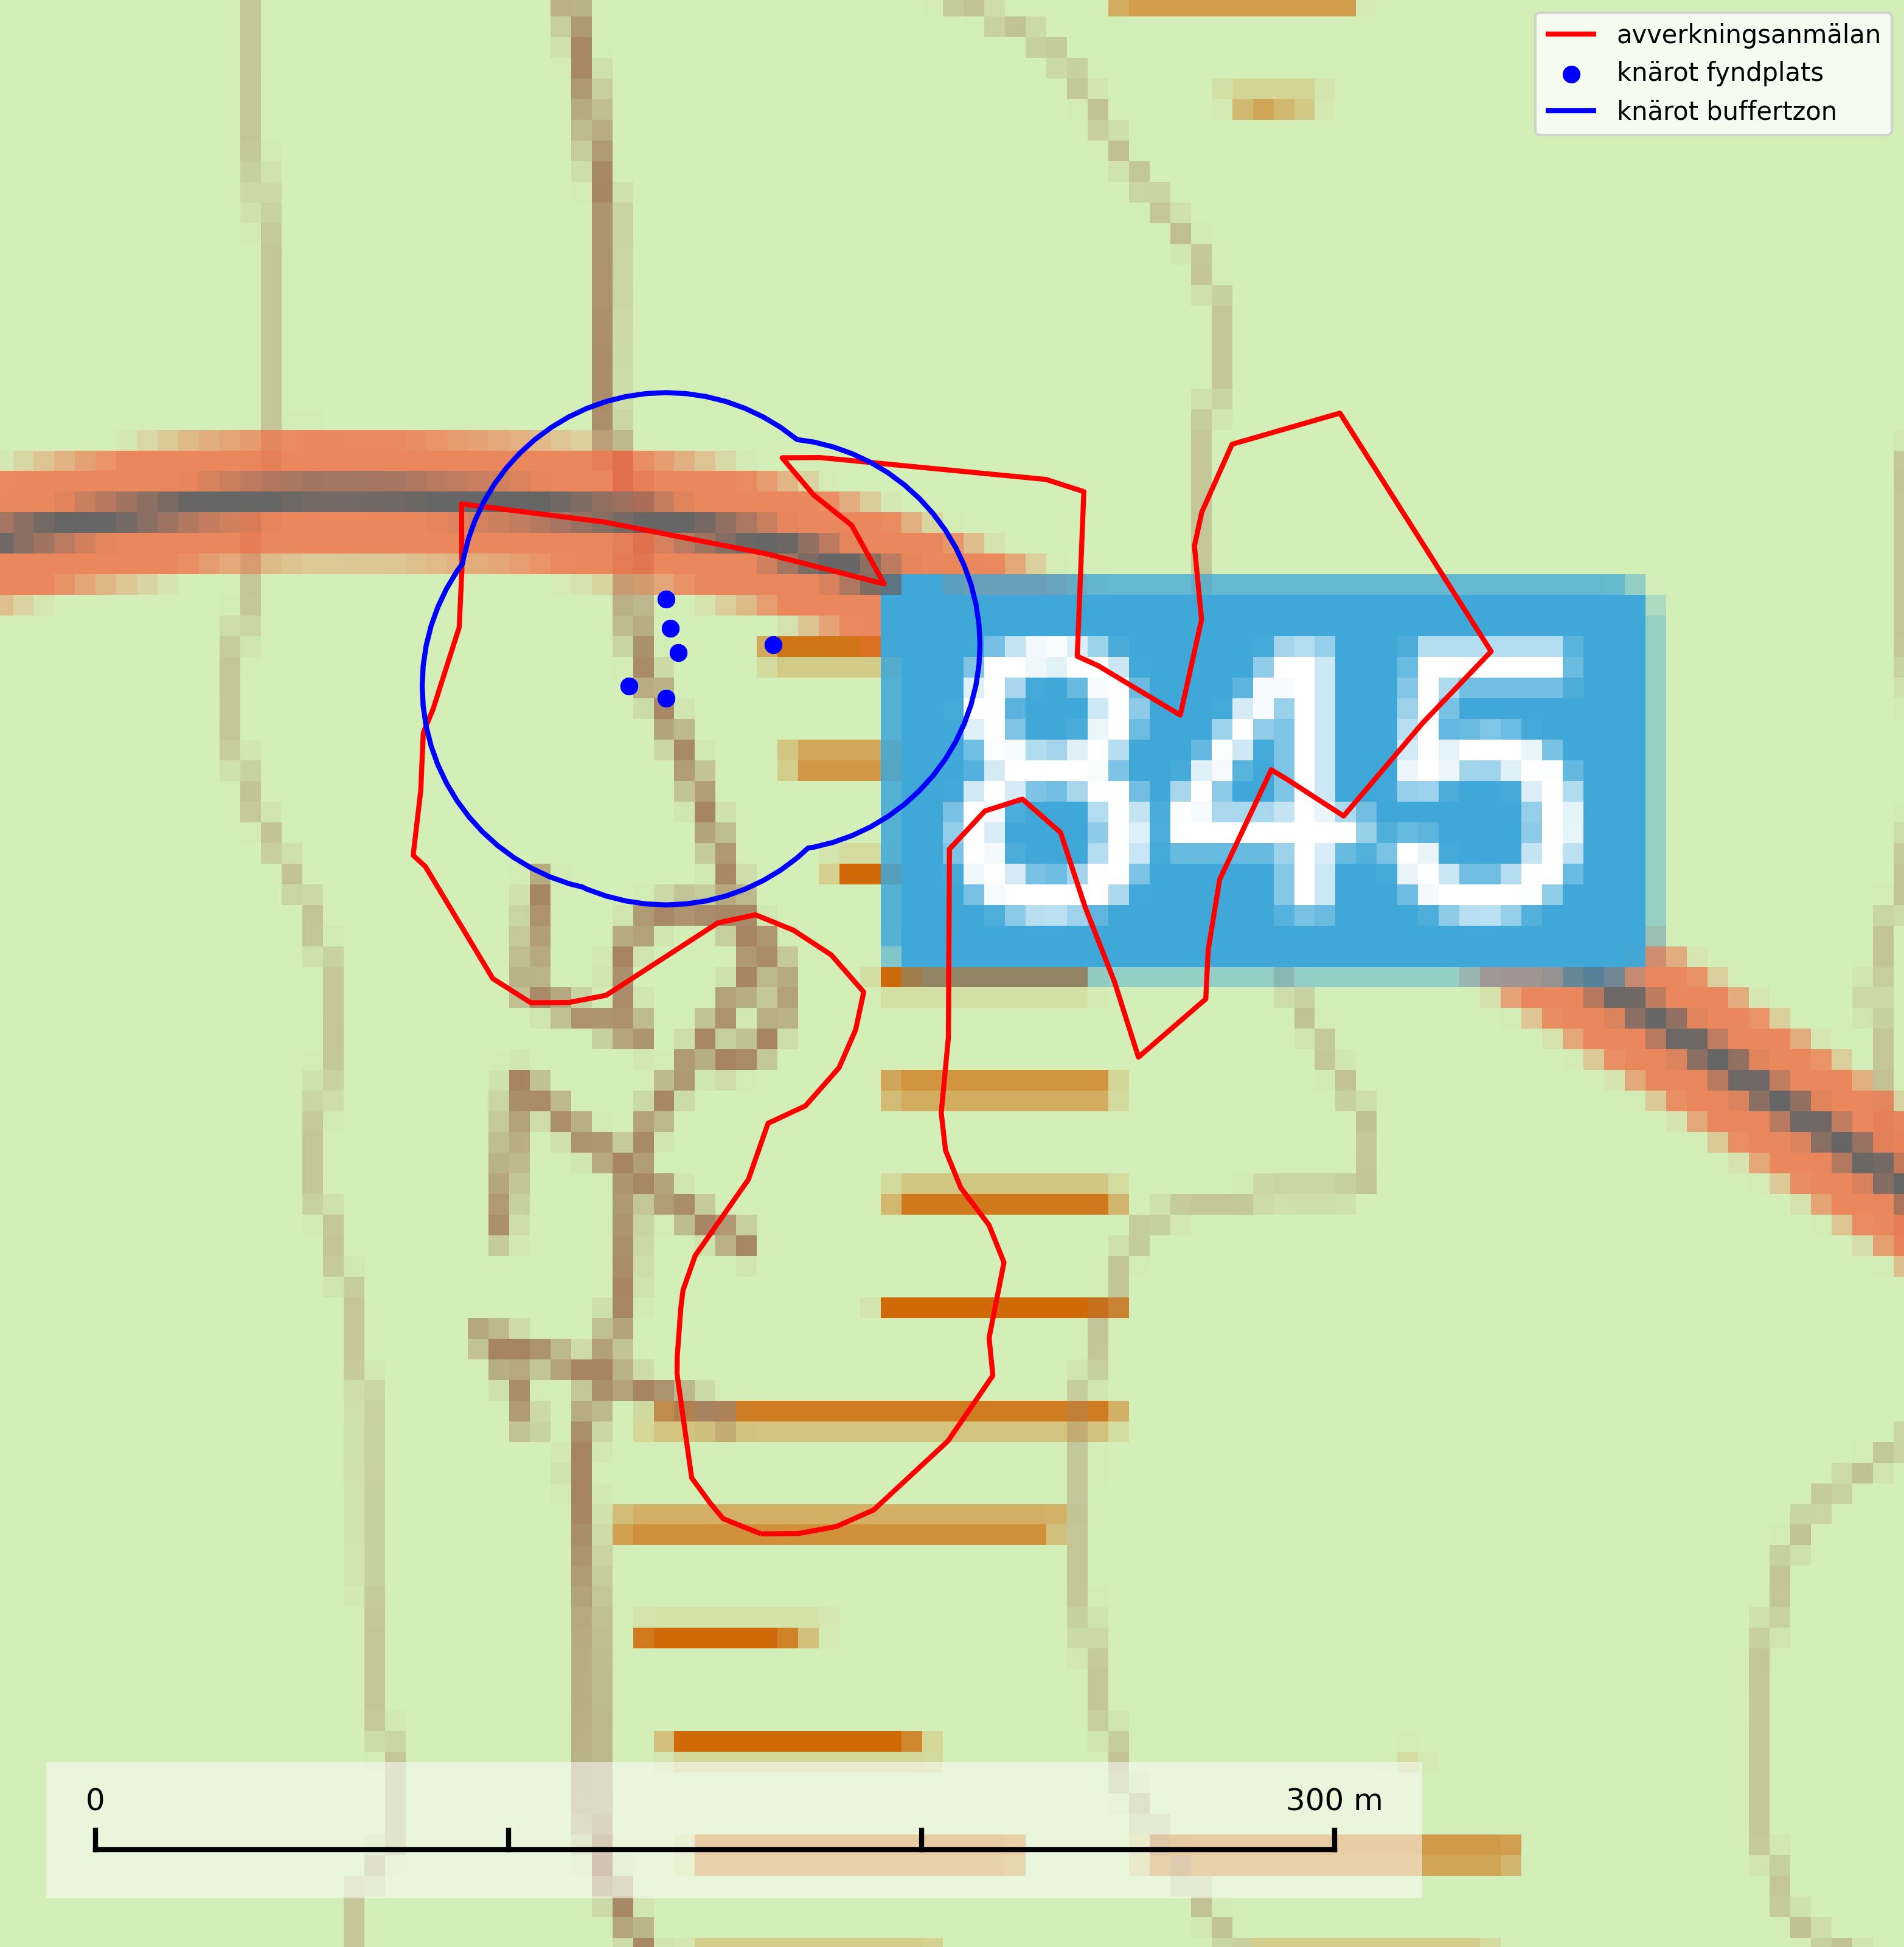 avverkningsanmälan
knärot fyndplats
knärot buffertzon
845
0 300 m